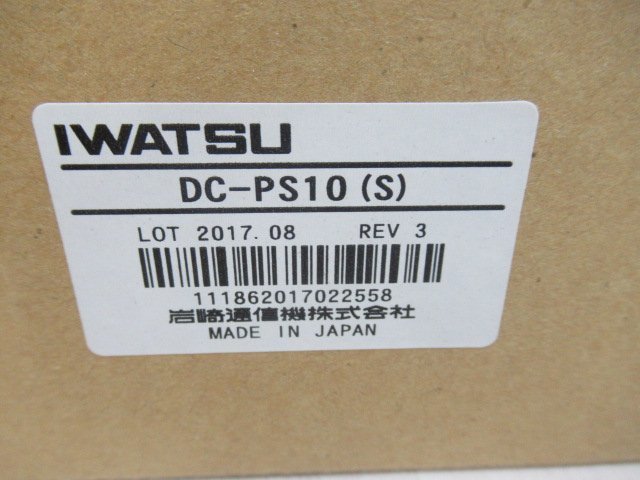 IWATSU
DC-PS10(S)
LOT 2017.08 REV 3
111862017022558
岩崎通信機株式会社
MADE IN JAPAN